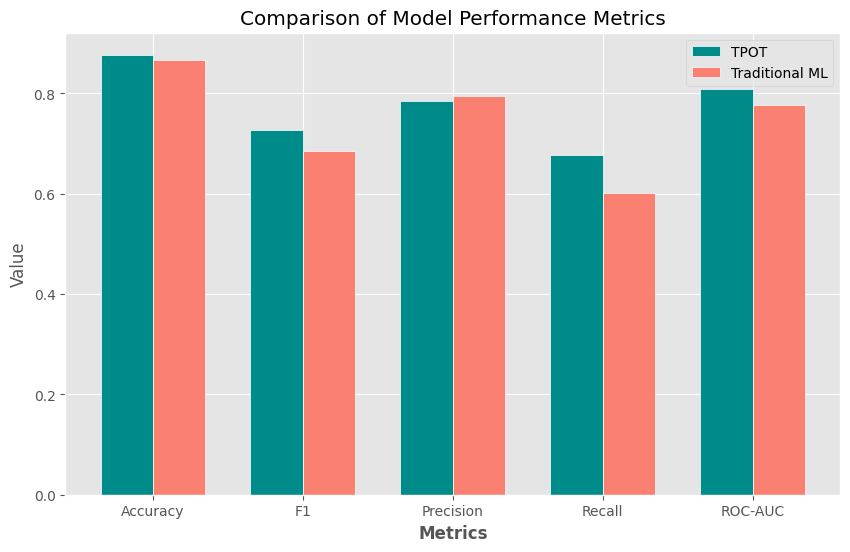 Comparison of Model Performance Metrics
TPOT
Traditional ML
Value
0.8
0.6
0.4
0.2
0.0
Accuracy
F1
Precision
Recall
ROC-AUC
Metrics